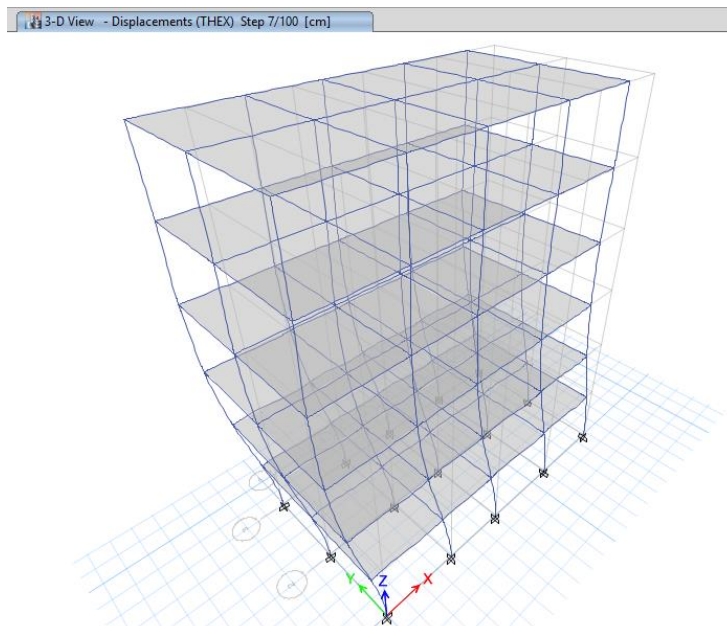 3-D View - Displacements (THEX) Step 7/100 [cm]
Y
Z
X